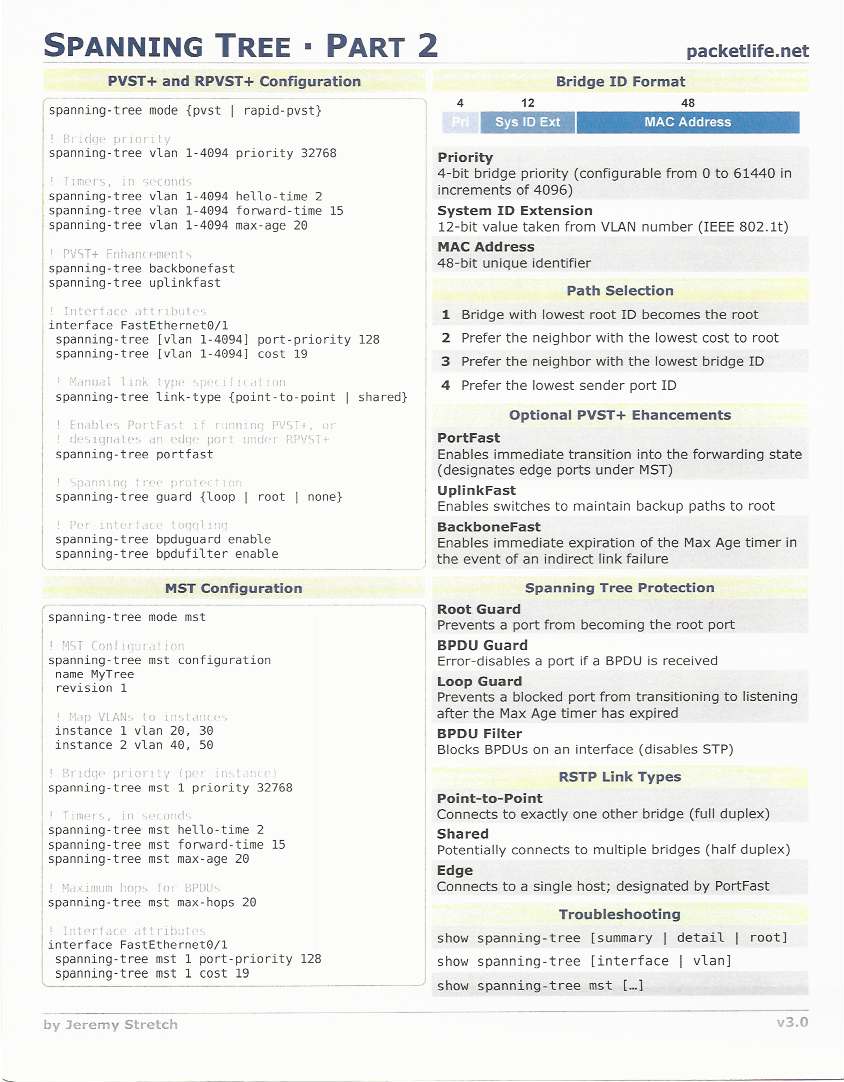 SPANNING TREE · PART 2
packetlife.net
PVST+ and RPVST+ Configuration
spanning-tree mode {pvst | rapid-pvst}
! Bridge priority
spanning-tree vlan 1-4094 priority 32768
! Timers, in seconds
spanning-tree vlan 1-4094 hello-time 2
spanning-tree vlan 1-4094 forward-time 15
spanning-tree vlan 1-4094 max-age 20
! PVST+ Enhancements
spanning-tree backbonefast
spanning-tree uplinkfast
! Interface attributes
interface FastEthernet0/1
spanning-tree [vlan 1-4094] port-priority 128
spanning-tree [vlan 1-4094] cost 19
! Manual link type specification
spanning-tree link-type {point-to-point | shared}
! Enables PortFast if running PVST+, or
! designates an edge port under RPVST+
spanning-tree portfast
! Spanning tree protection
spanning-tree guard {loop | root | none}
! Per-interface toggling
spanning-tree bpduguard enable
spanning-tree bpdufilter enable
MST Configuration
spanning-tree mode mst
! MST Configuration
spanning-tree mst configuration
name MyTree
revision 1
! Map VLANs to instances
instance 1 vlan 20, 30
instance 2 vlan 40, 50
! Bridge priority (per instance)
spanning-tree mst 1 priority 32768
! Timers, in seconds
spanning-tree mst hello-time 2
spanning-tree mst forward-time 15
spanning-tree mst max-age 20
! Maximum hops for BPDUs
spanning-tree mst max-hops 20
! Interface attributes
interface FastEthernet0/1
spanning-tree mst 1 port-priority 128
spanning-tree mst 1 cost 19
Bridge ID Format
4 12 48
Pri Sys ID Ext MAC Address
Priority
4-bit bridge priority (configurable from 0 to 61440 in
increments of 4096)
System ID Extension
12-bit value taken from VLAN number (IEEE 802.1t)
MAC Address
48-bit unique identifier
Path Selection
1 Bridge with lowest root ID becomes the root
2 Prefer the neighbor with the lowest cost to root
3 Prefer the neighbor with the lowest bridge ID
4 Prefer the lowest sender port ID
Optional PVST+ Ehancements
PortFast
Enables immediate transition into the forwarding state
(designates edge ports under MST)
UplinkFast
Enables switches to maintain backup paths to root
BackboneFast
Enables immediate expiration of the Max Age timer in
the event of an indirect link failure
Spanning Tree Protection
Root Guard
Prevents a port from becoming the root port
BPDU Guard
Error-disables a port if a BPDU is received
Loop Guard
Prevents a blocked port from transitioning to listening
after the Max Age timer has expired
BPDU Filter
Blocks BPDUs on an interface (disables STP)
RSTP Link Types
Point-to-Point
Connects to exactly one other bridge (full duplex)
Shared
Potentially connects to multiple bridges (half duplex)
Edge
Connects to a single host; designated by PortFast
Troubleshooting
show spanning-tree [summary | detail | root]
show spanning-tree [interface | vlan]
show spanning-tree mst […]
by Jeremy Stretch
v3.0